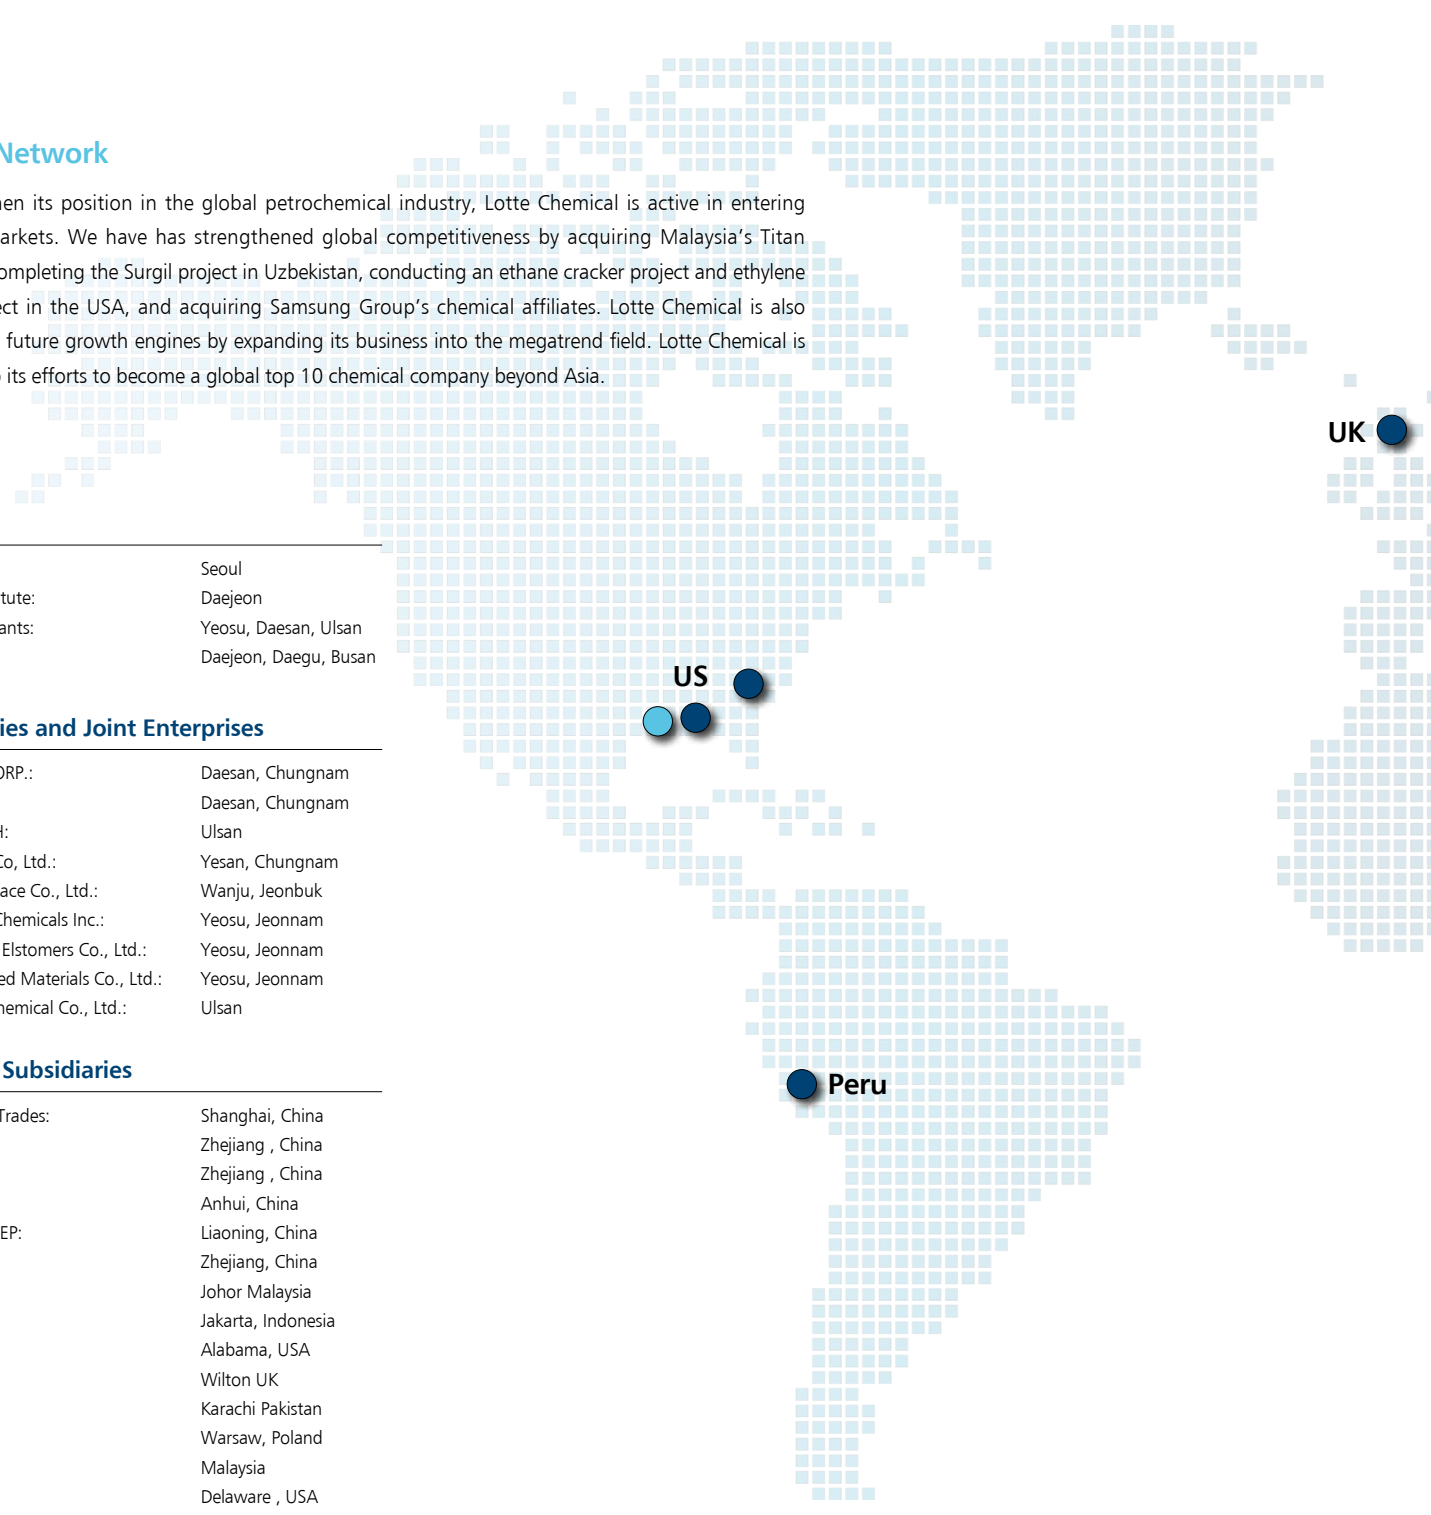 Network
en its position in the global petrochemical industry, Lotte Chemical is active in entering
arkets. We have has strengthened global competitiveness by acquiring Malaysia's Titan
ompleting the Surgil project in Uzbekistan, conducting an ethane cracker project and ethylene
ect in the USA, and acquiring Samsung Group's chemical affiliates. Lotte Chemical is also
future growth engines by expanding its business into the megatrend field. Lotte Chemical is
its efforts to become a global top 10 chemical company beyond Asia.
UK
Seoul
tute: Daejeon
ants: Yeosu, Daesan, Ulsan
Daejeon, Daegu, Busan
US
ies and Joint Enterprises
ORP.: Daesan, Chungnam
Daesan, Chungnam
H: Ulsan
Co, Ltd.: Yesan, Chungnam
ace Co., Ltd.: Wanju, Jeonbuk
Chemicals Inc.: Yeosu, Jeonnam
Elstomers Co., Ltd.: Yeosu, Jeonnam
ed Materials Co., Ltd.: Yeosu, Jeonnam
hemical Co., Ltd.: Ulsan
Subsidiaries
Peru
Trades: Shanghai, China
Zhejiang , China
Zhejiang , China
Anhui, China
EP: Liaoning, China
Zhejiang, China
Johor Malaysia
Jakarta, Indonesia
Alabama, USA
Wilton UK
Karachi Pakistan
Warsaw, Poland
Malaysia
Delaware , USA